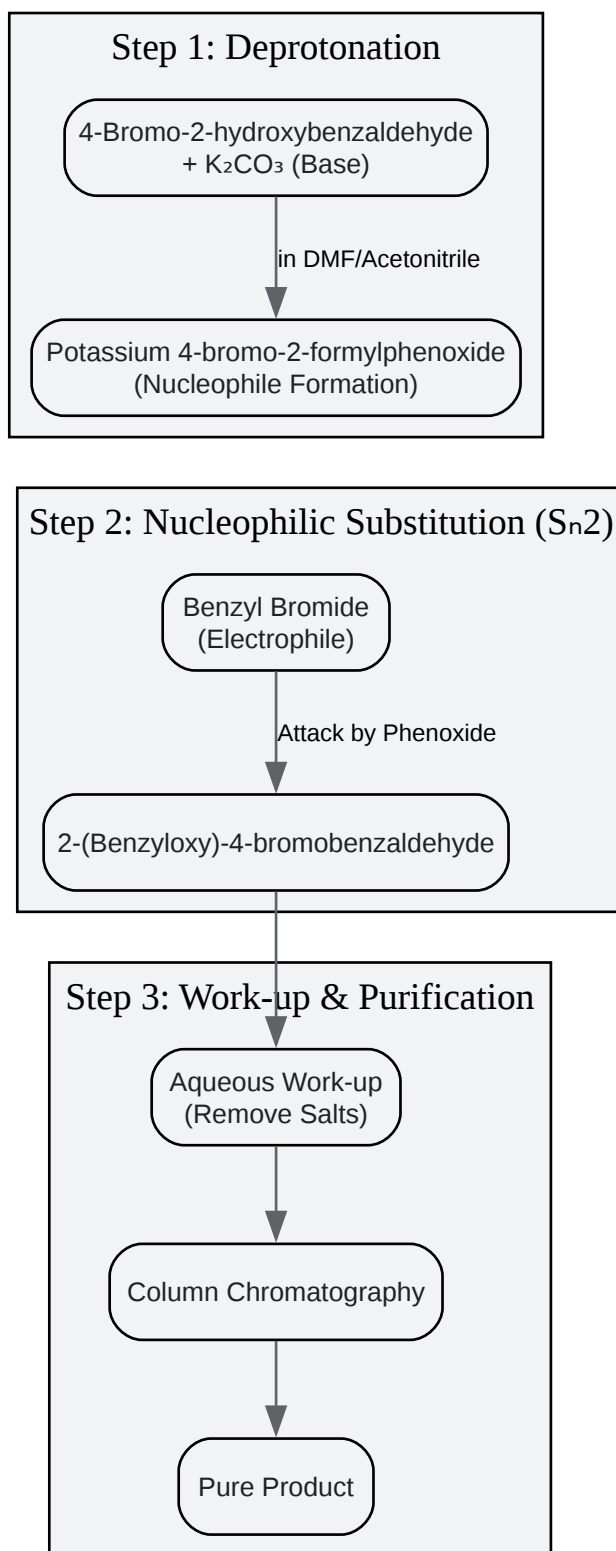 Step 1: Deprotonation
4-Bromo-2-hydroxybenzaldehyde
+ K₂CO₃ (Base)
in DMF/Acetonitrile
Potassium 4-bromo-2-formylphenoxide
(Nucleophile Formation)
Step 2: Nucleophilic Substitution (Sₙ2)
Benzyl Bromide
(Electrophile)
Attack by Phenoxide
2-(Benzyloxy)-4-bromobenzaldehyde
Step 3: Work-up & Purification
Aqueous Work-up
(Remove Salts)
Column Chromatography
Pure Product